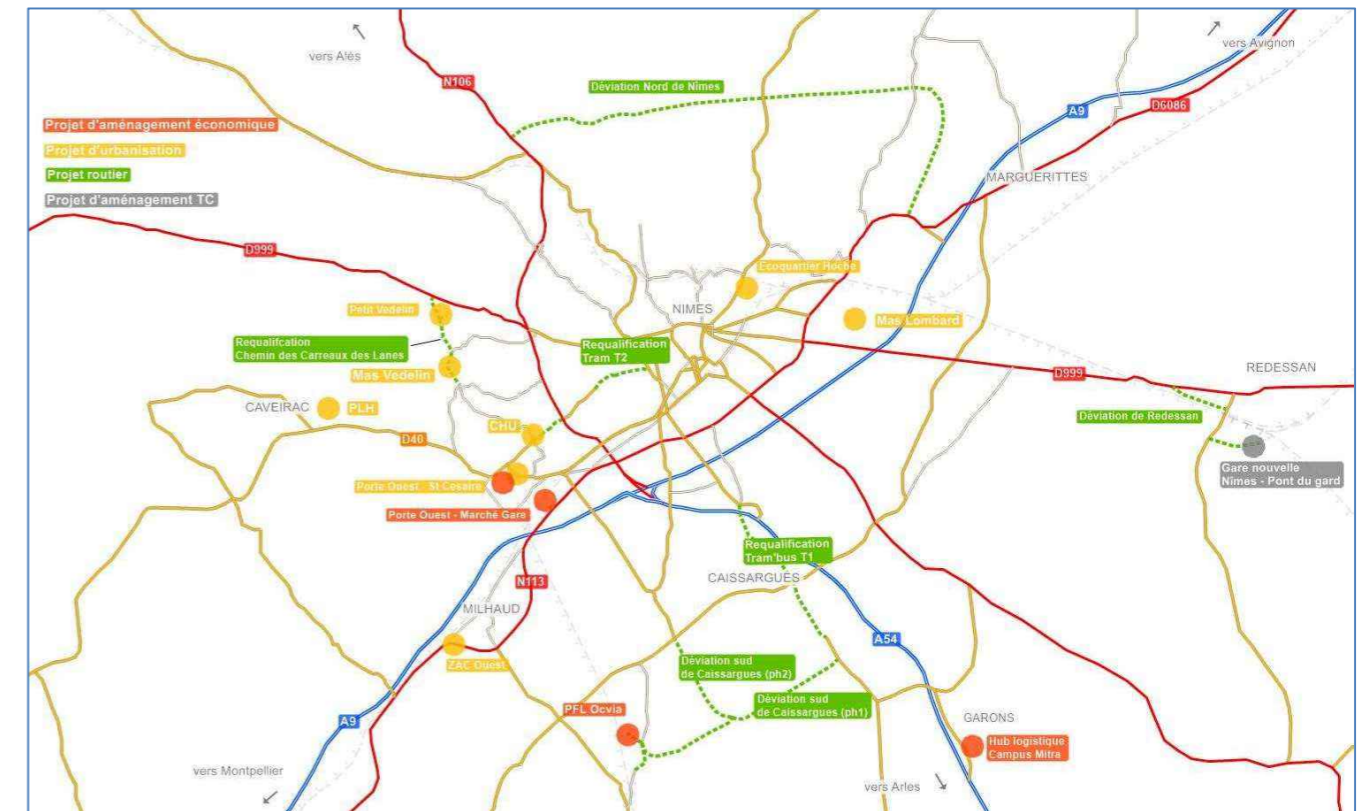 vers Alès
vers Avignon
N106
Déviation Nord de Nîmes
A9
D6086
Projet d'aménagement économique
Projet d'urbanisation
Projet routier
Projet d'aménagement TC
MARGUERITTES
D999
Ecoquartier Hoche
Petit Vedelin
NIMES
Mas Lombard
Requalifcation
Chemin des Carreaux des Lanes
Requalification
Tram T2
Mas Vedelin
D999
REDESSAN
CAVEIRAC
PLH
Déviation de Redessan
CHU
D40
Gare nouvelle
Nîmes - Pont du gard
Porte Ouest - St Cesaire
Porte Ouest - Marché Gare
Requalification
Tram'bus T1
N113
CAISSARGUES
MILHAUD
A54
ZAC Ouest
Déviation sud
de Caissargues (ph2)
Déviation sud
de Caissargues (ph1)
PFL Ocvia
A9
GARONS
Hub logistique
Campus Mitra
vers Montpellier
vers Arles